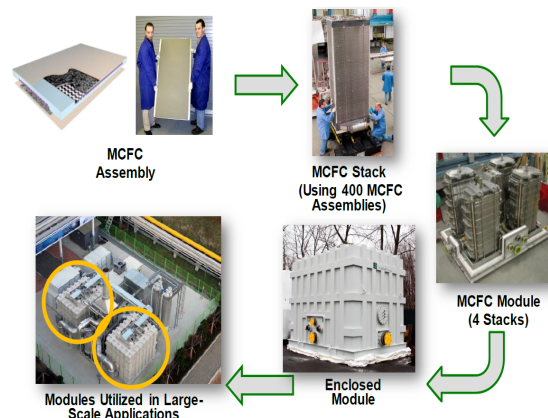 MCFC
Assembly
MCFC Stack
(Using 400 MCFC
Assemblies)
MCFC Module
(4 Stacks)
Enclosed
Module
Modules Utilized in Large-
Scale Applications